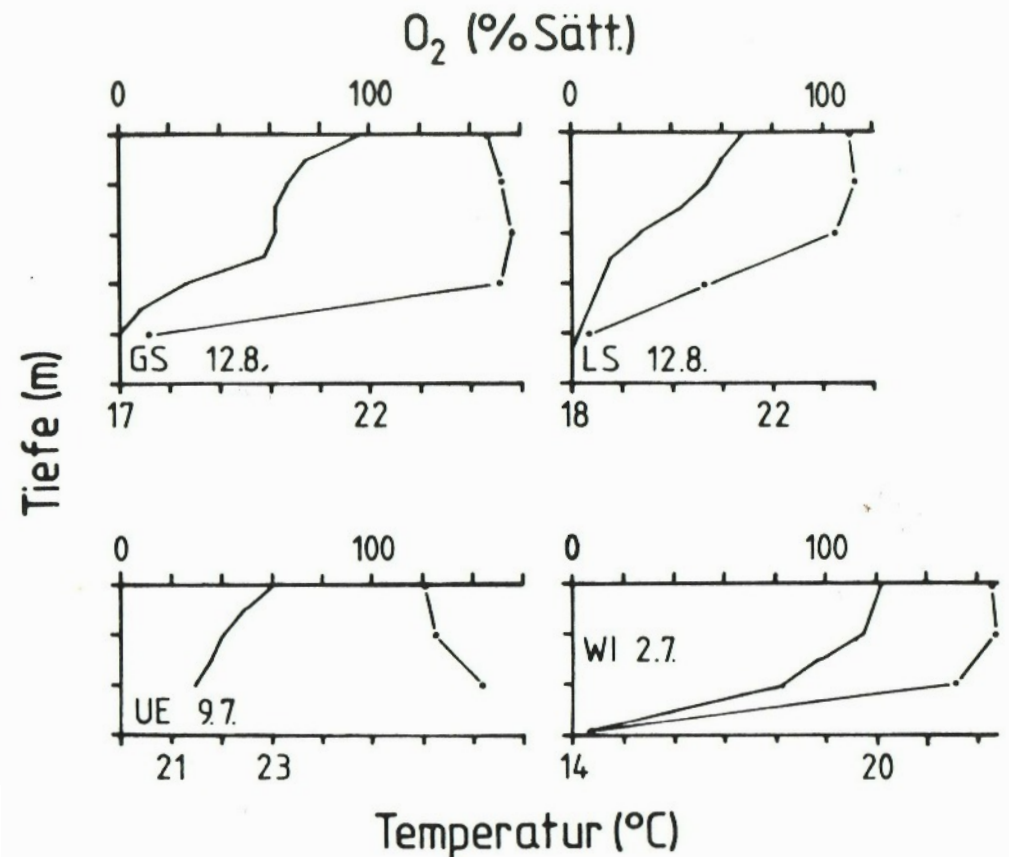 O₂ (% Sätt.)
0 100
0 100
GS 12.8.
LS 12.8.
17 22
18 22
Tiefe (m)
0 100
0 100
WI 2.7.
UE 9.7.
21 23
14 20
Temperatur (°C)